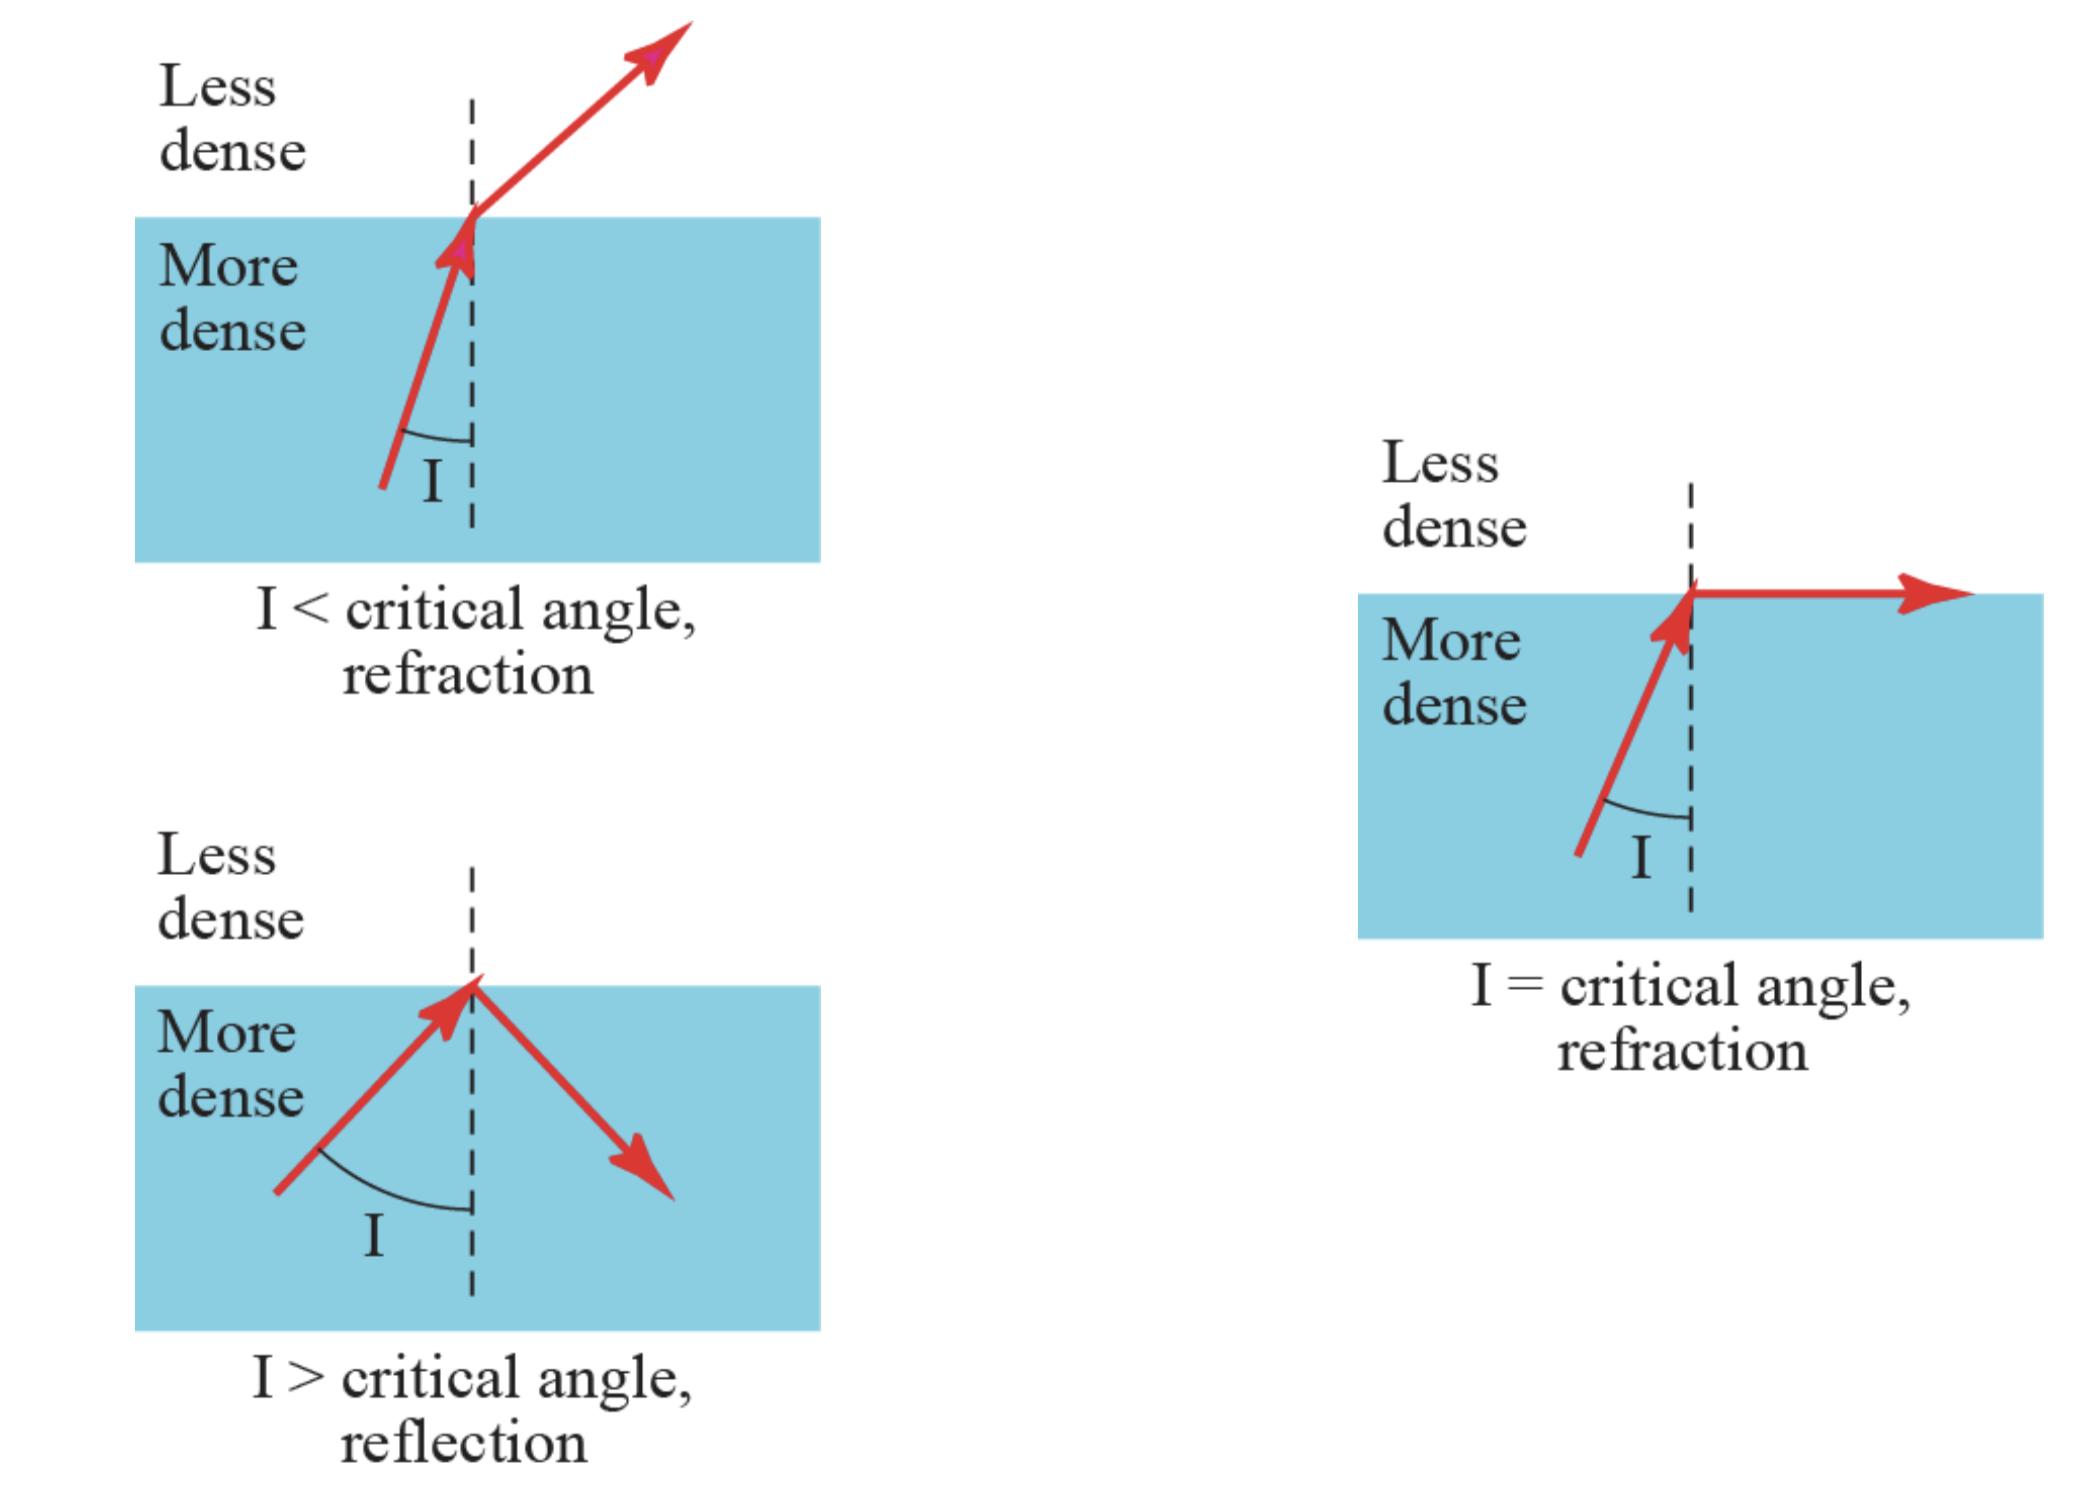 Less
dense
More
dense
I
I < critical angle,
refraction
Less
dense
More
dense
I
I = critical angle,
refraction
Less
dense
More
dense
I
I > critical angle,
reflection